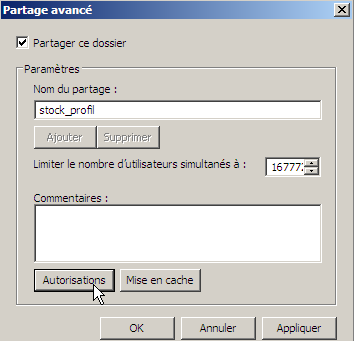 Partage avancé
Partager ce dossier
Paramètres
Nom du partage :
stock_profil
Ajouter Supprimer
Limiter le nombre d'utilisateurs simultanés à :
Commentaires :
Autorisations Mise en cache
OK Annuler Appliquer